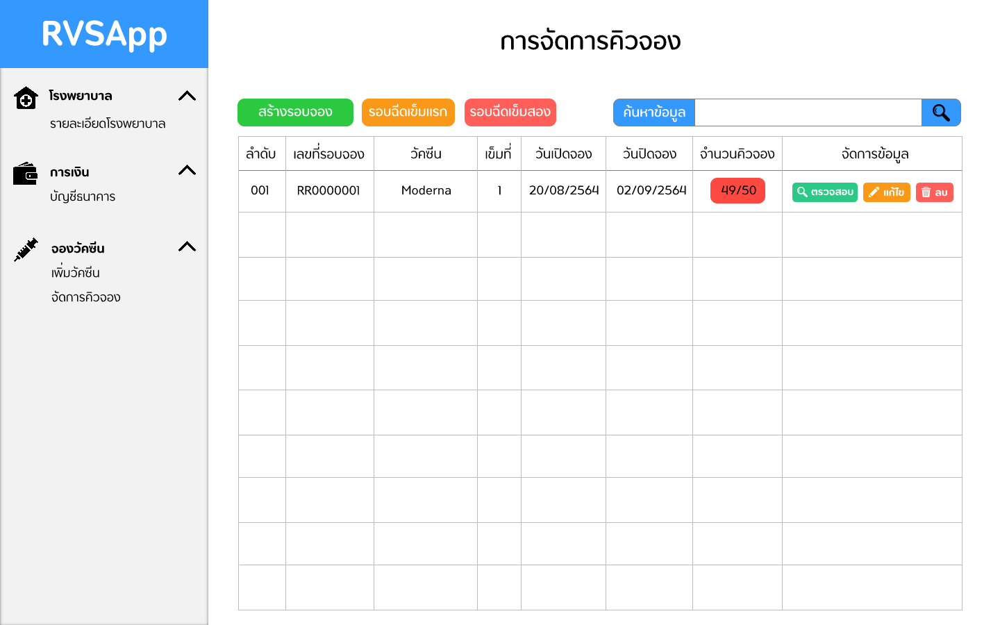 RVSApp
โรงพยาบาล
รายละเอียดโรงพยาบาล
การเงิน
บัญชีธนาคาร
จองวัคซีน
เพิ่มวัคซีน
จัดการคิวจอง
การจัดการคิวจอง
สร้างรอบจอง รอบฉีดเข็มแรก รอบฉีดเข็มสอง ค้นหาข้อมูล
ลำดับ เลขที่รอบจอง วัคซีน เข็มที่ วันเปิดจอง วันปิดจอง จำนวนคิวจอง จัดการข้อมูล
001 RR0000001 Moderna 1 20/08/2564 02/09/2564 49/50 ตรวจสอบ แก้ไข ลบ